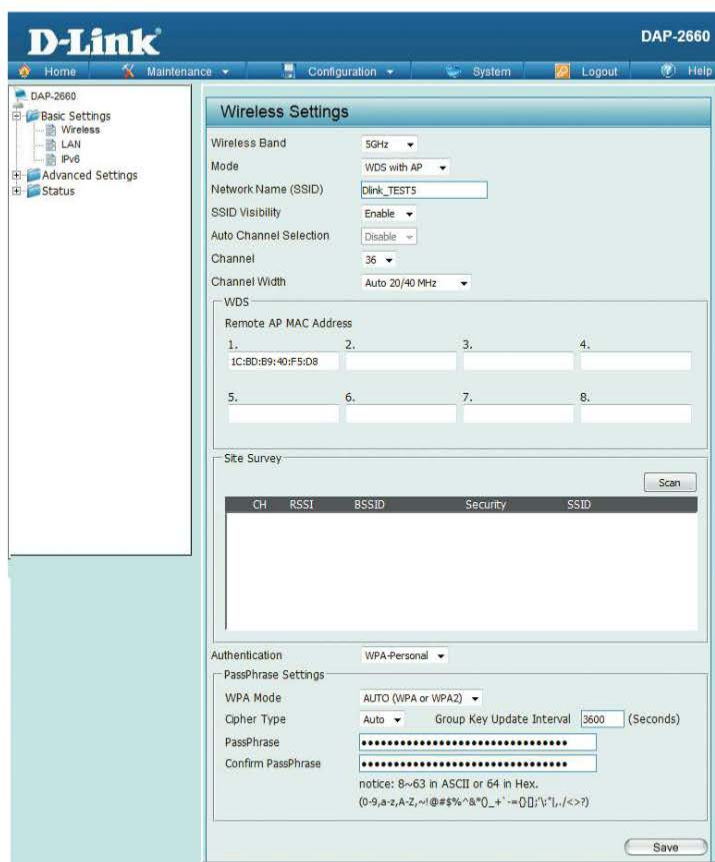 D-Link
DAP-2660
Home Maintenance Configuration System Logout Help
DAP-2660
Basic Settings
Wireless
LAN
IPv6
Advanced Settings
Status
Wireless Settings
Wireless Band 5GHz
Mode WDS with AP
Network Name (SSID) Dlink_TEST5
SSID Visibility Enable
Auto Channel Selection Disable
Channel 36
Channel Width Auto 20/40 MHz
WDS
Remote AP MAC Address
1. 2. 3. 4.
1C:BD:B9:40:F5:D8
5. 6. 7. 8.
Site Survey
Scan
CH RSSI BSSID Security SSID
Authentication WPA-Personal
PassPhrase Settings
WPA Mode AUTO (WPA or WPA2)
Cipher Type Auto Group Key Update Interval 3600 (Seconds)
PassPhrase ••••••••••••••••••••••••••••••••
Confirm PassPhrase ••••••••••••••••••••••••••••••••
notice: 8~63 in ASCII or 64 in Hex.
(0-9,a-z,A-Z,~!@#$%^&*()_+`-={}[];'\:"|,./<>?)
Save